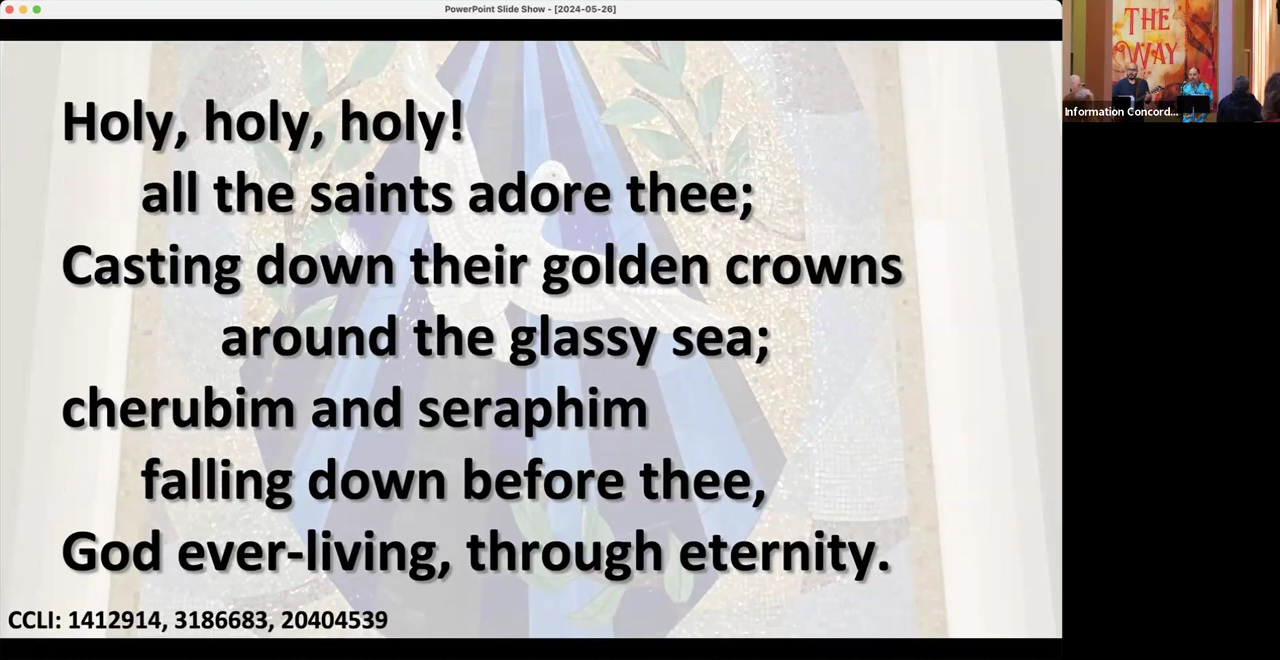 PowerPoint Slide Show - [2024-05-26]
Holy, holy, holy!
all the saints adore thee;
Casting down their golden crowns
around the glassy sea;
cherubim and seraphim
falling down before thee,
God ever-living, through eternity.
CCLI: 1412914, 3186683, 20404539
THE
WAY
Information Concord...